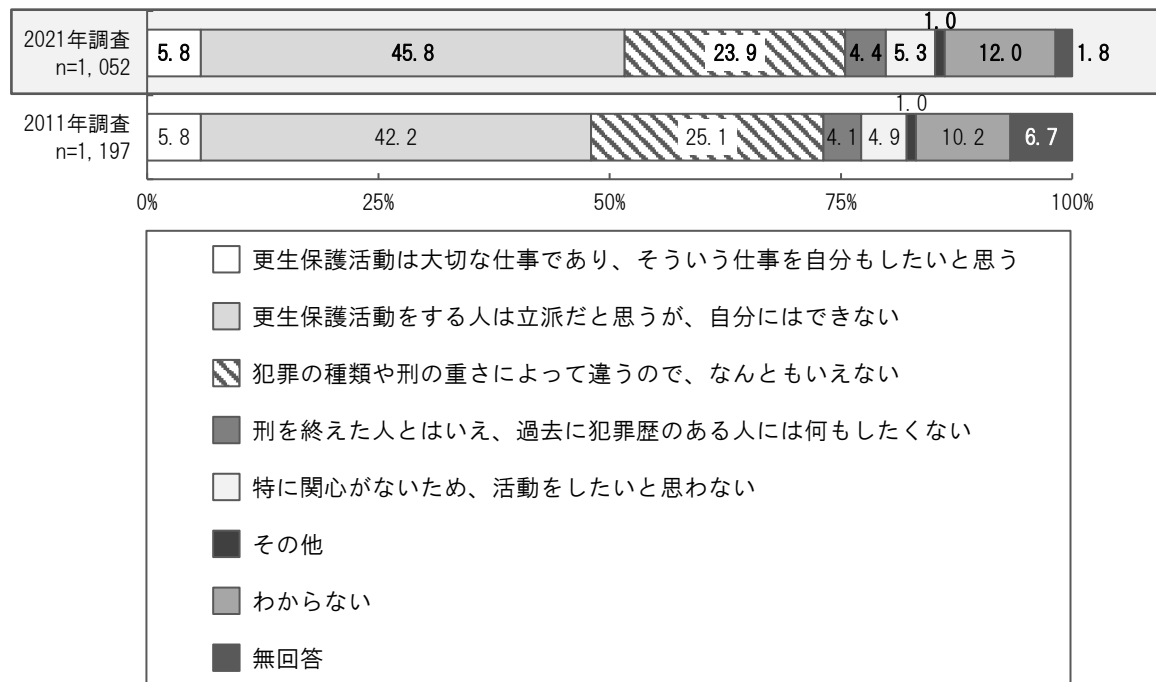 1.0
2021年調査
n=1,052
5.8 45.8 23.9 4.4 5.3 12.0 1.8
1.0
2011年調査
n=1,197
5.8 42.2 25.1 4.1 4.9 10.2 6.7
0% 25% 50% 75% 100%
更生保護活動は大切な仕事であり、そういう仕事を自分もしたいと思う
更生保護活動をする人は立派だと思うが、自分にはできない
犯罪の種類や刑の重さによって違うので、なんともいえない
刑を終えた人とはいえ、過去に犯罪歴のある人には何もしたくない
特に関心がないため、活動をしたいと思わない
その他
わからない
無回答